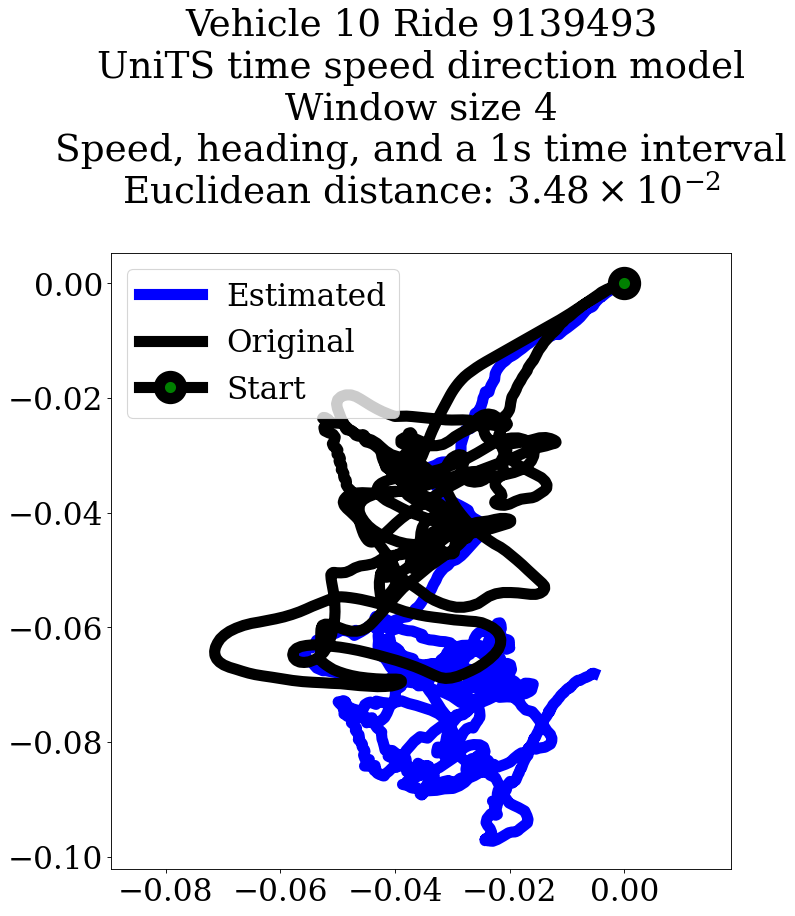 Vehicle 10 Ride 9139493
UniTS time speed direction model
Window size 4
Speed, heading, and a 1s time interval
Euclidean distance: 3.48 × 10⁻²
Estimated
Original
Start
0.00
−0.02
−0.04
−0.06
−0.08
−0.10
−0.08 −0.06 −0.04 −0.02 0.00